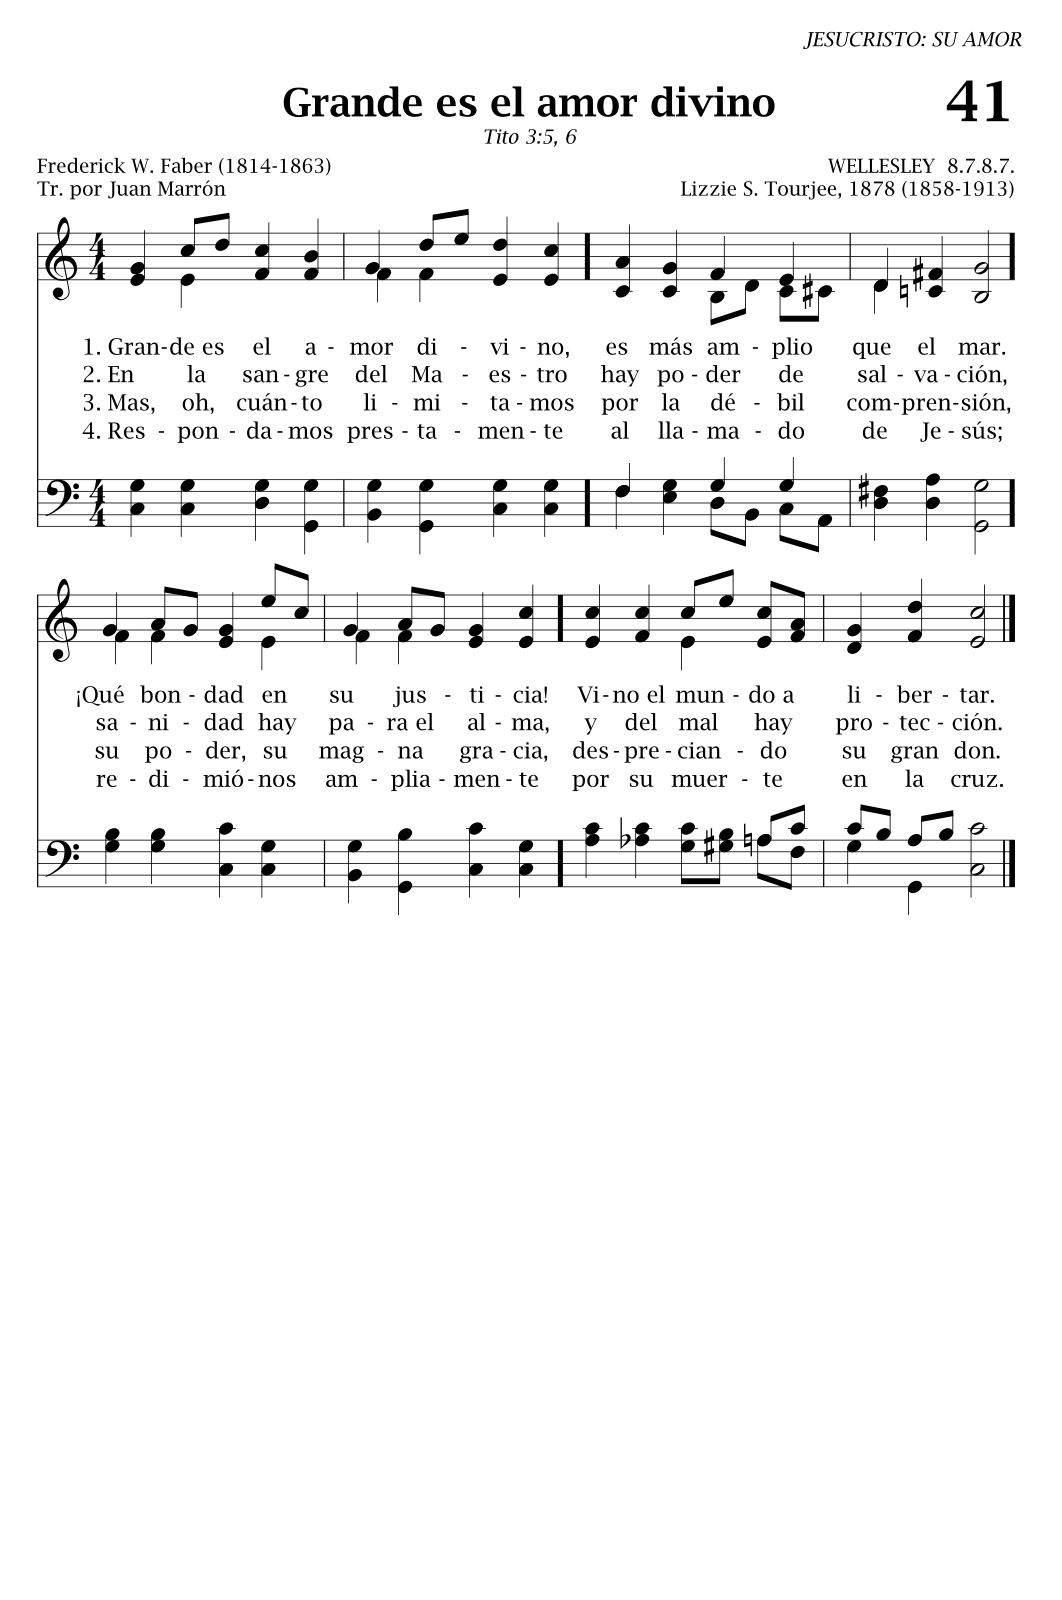 JESUCRISTO: SU AMOR
Grande es el amor divino 41
Tito 3:5, 6
Frederick W. Faber (1814-1863) WELLESLEY 8.7.8.7.
Tr. por Juan Marrón Lizzie S. Tourjee, 1878 (1858-1913)
1. Gran-de es el a - mor di - vi - no, es más am - plio que el mar.
2. En la san - gre del Ma - es - tro hay po - der de sal - va - ción,
3. Mas, oh, cuán - to li - mi - ta - mos por la dé - bil com - pren - sión,
4. Res - pon - da - mos pres - ta - men - te al lla - ma - do de Je - sús;
¡Qué bon - dad en su jus - ti - cia! Vi - no el mun - do a li - ber - tar.
sa - ni - dad hay pa - ra el al - ma, y del mal hay pro - tec - ción.
su po - der, su mag - na gra - cia, des - pre - cian - do su gran don.
re - di - mió - nos am - plia - men - te por su muer - te en la cruz.